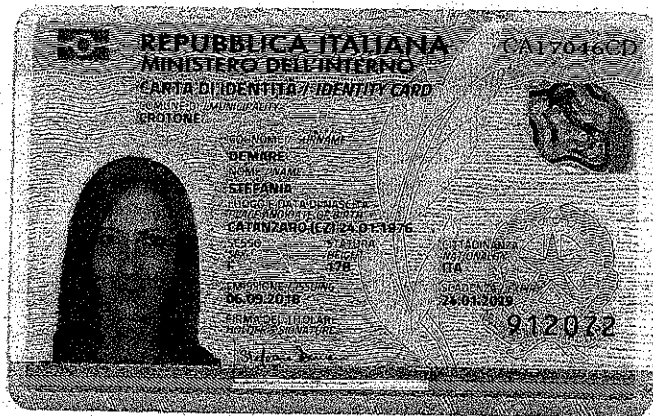 REPUBBLICA ITALIANA
CA17046CD
MINISTERO DELL'INTERNO
CARTA DI IDENTITÀ / IDENTITY CARD
COMUNE DI / MUNICIPALITY
CROTONE
COGNOME / SURNAME
DEMARE
NOME / NAME
STEFANIA
LUOGO E DATA DI NASCITA
PLACE AND DATE OF BIRTH
CATANZARO (CZ) 24.01.1976
SESSO STATURA CITTADINANZA
SEX HEIGHT NATIONALITY
F 178 ITA
EMISSIONE / ISSUING SCADENZA / EXPIRY
06.09.2018 24.01.2029
FIRMA DEL TITOLARE
HOLDER'S SIGNATURE
912072